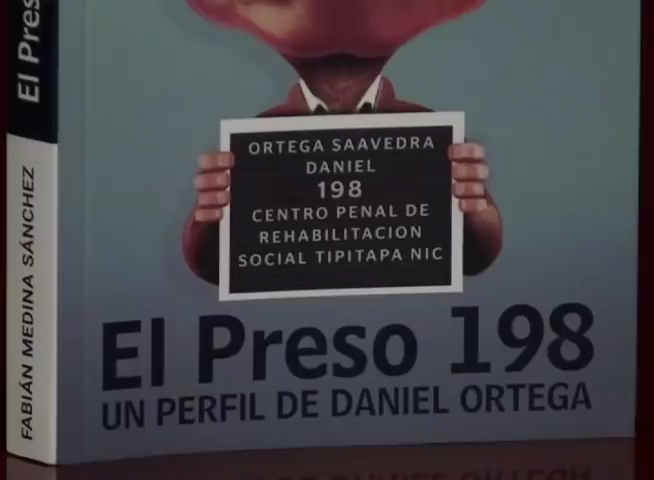 El Pres
FABIÁN MEDINA SÁNCHEZ
ORTEGA SAAVEDRA
DANIEL
198
CENTRO PENAL DE
REHABILITACION
SOCIAL TIPITAPA NIC
El Preso 198
UN PERFIL DE DANIEL ORTEGA